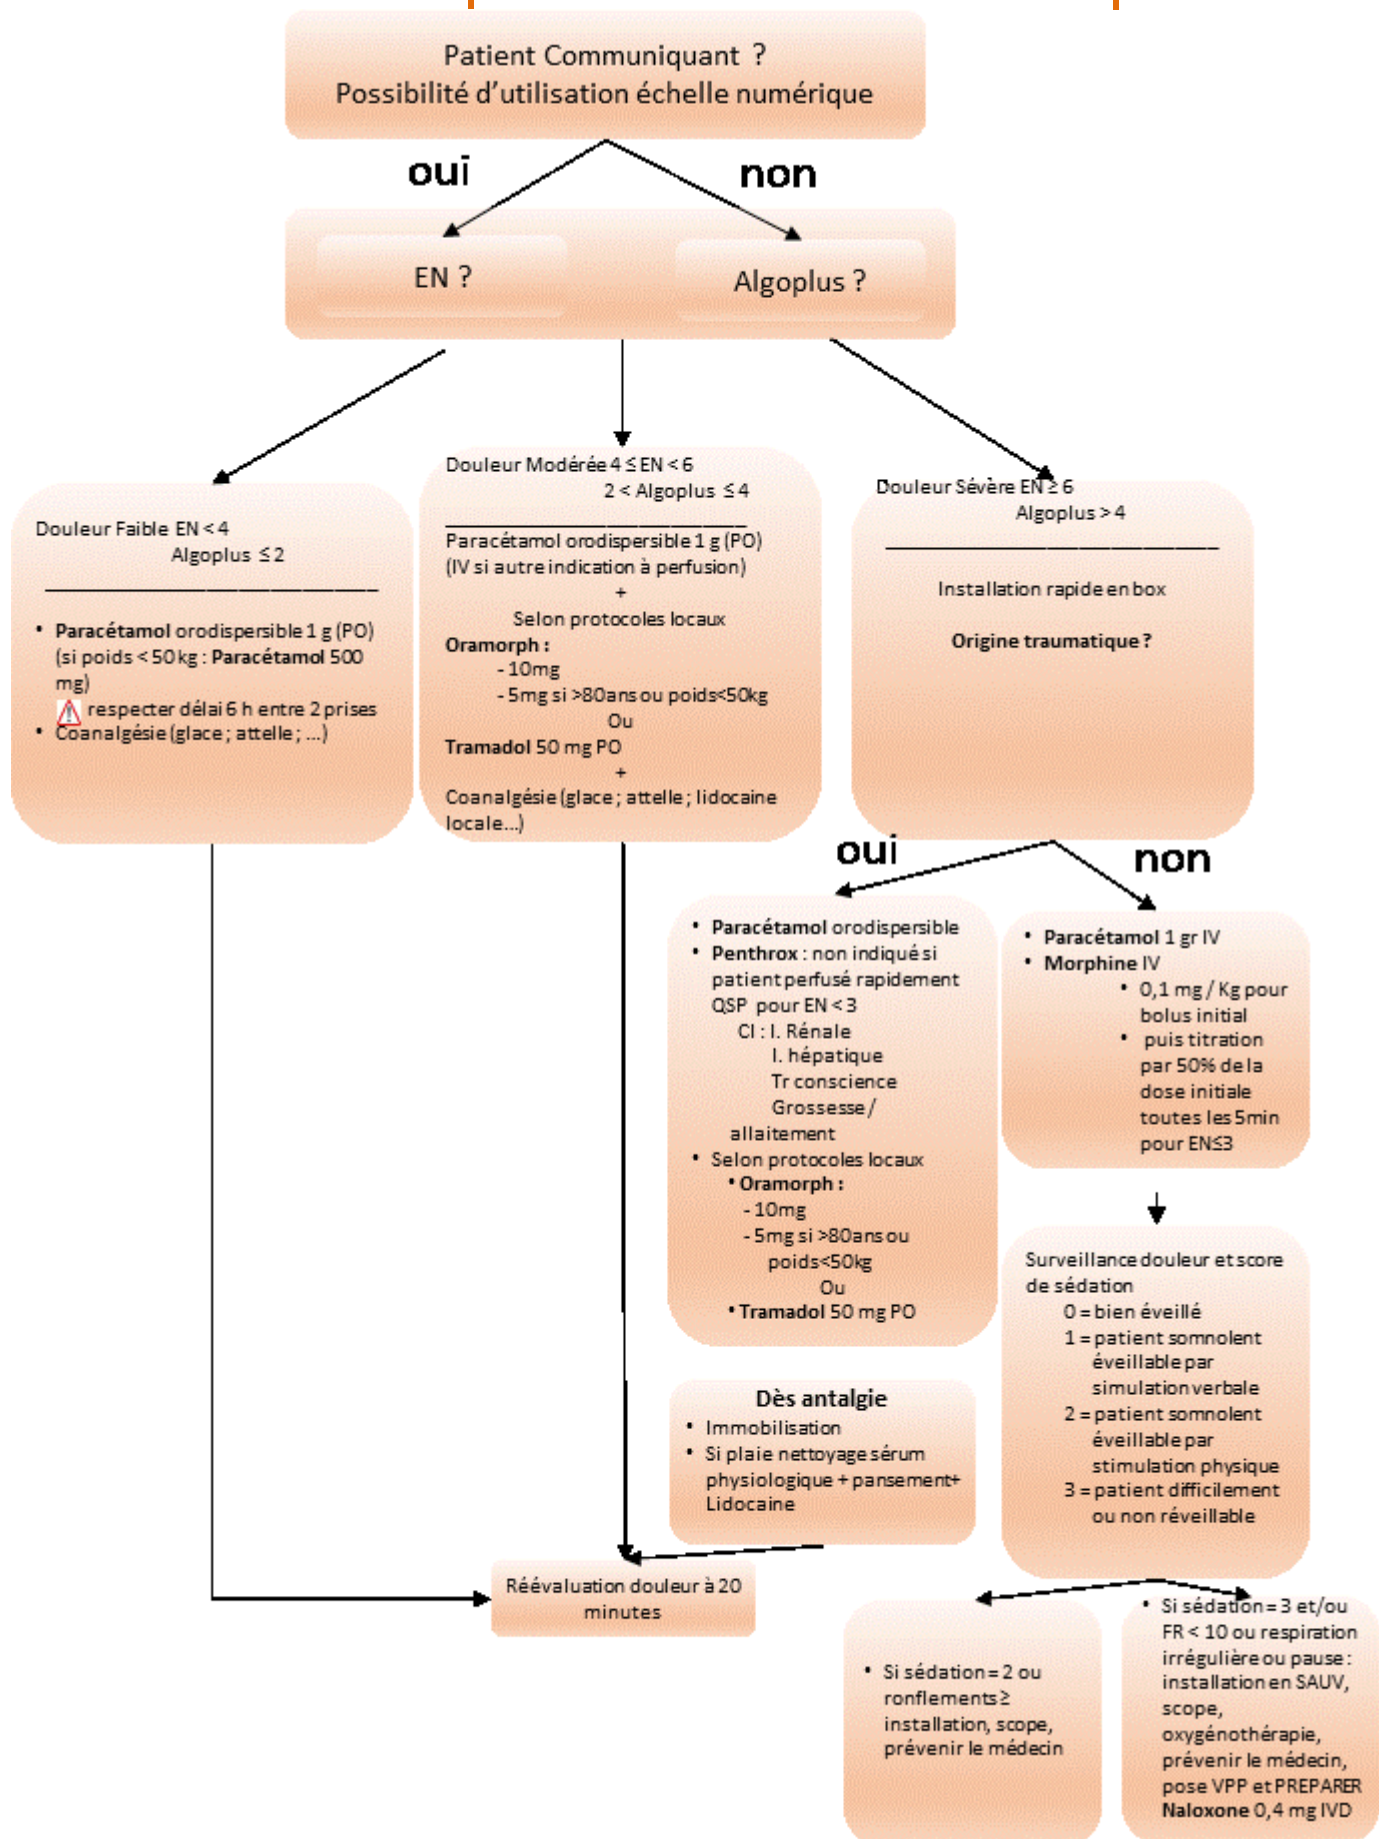 Patient Communiquant ?
Possibilité d'utilisation échelle numérique
oui
non
EN ?
Algoplus ?
Douleur Faible EN < 4
Algoplus ≤ 2
• Paracétamol orodispersible 1 g (PO)
(si poids < 50 kg : Paracétamol 500
mg)
respecter délai 6 h entre 2 prises
• Coanalgésie (glace ; attelle ; ...)
Douleur Modérée 4 ≤ EN < 6
2 < Algoplus ≤ 4
Paracétamol orodispersible 1 g (PO)
(IV si autre indication à perfusion)
+
Selon protocoles locaux
Oramorph :
- 10mg
- 5mg si >80ans ou poids<50kg
Ou
Tramadol 50 mg PO
+
Coanalgésie (glace ; attelle ; lidocaine
locale...)
Douleur Sévère EN ≥ 6
Algoplus > 4
Installation rapide en box
Origine traumatique ?
oui
non
• Paracétamol orodispersible
• Penthrox : non indiqué si
patient perfusé rapidement
QSP pour EN < 3
CI : I. Rénale
I. hépatique
Tr conscience
Grossesse /
allaitement
• Selon protocoles locaux
• Oramorph :
- 10mg
- 5mg si >80ans ou
poids<50kg
Ou
• Tramadol 50 mg PO
• Paracétamol 1 gr IV
• Morphine IV
• 0,1 mg / Kg pour
bolus initial
• puis titration
par 50% de la
dose initiale
toutes les 5min
pour EN≤3
Surveillance douleur et score
de sédation
0 = bien éveillé
1 = patient somnolent
éveillable par
simulation verbale
2 = patient somnolent
éveillable par
stimulation physique
3 = patient difficilement
ou non réveillable
Dès antalgie
• Immobilisation
• Si plaie nettoyage sérum
physiologique + pansement+
Lidocaine
Réévaluation douleur à 20
minutes
• Si sédation = 2 ou
ronflements ≥
installation, scope,
prévenir le médecin
• Si sédation = 3 et/ou
FR < 10 ou respiration
irrégulière ou pause :
installation en SAUV,
scope,
oxygénothérapie,
prévenir le médecin,
pose VPP et PREPARER
Naloxone 0,4 mg IVD